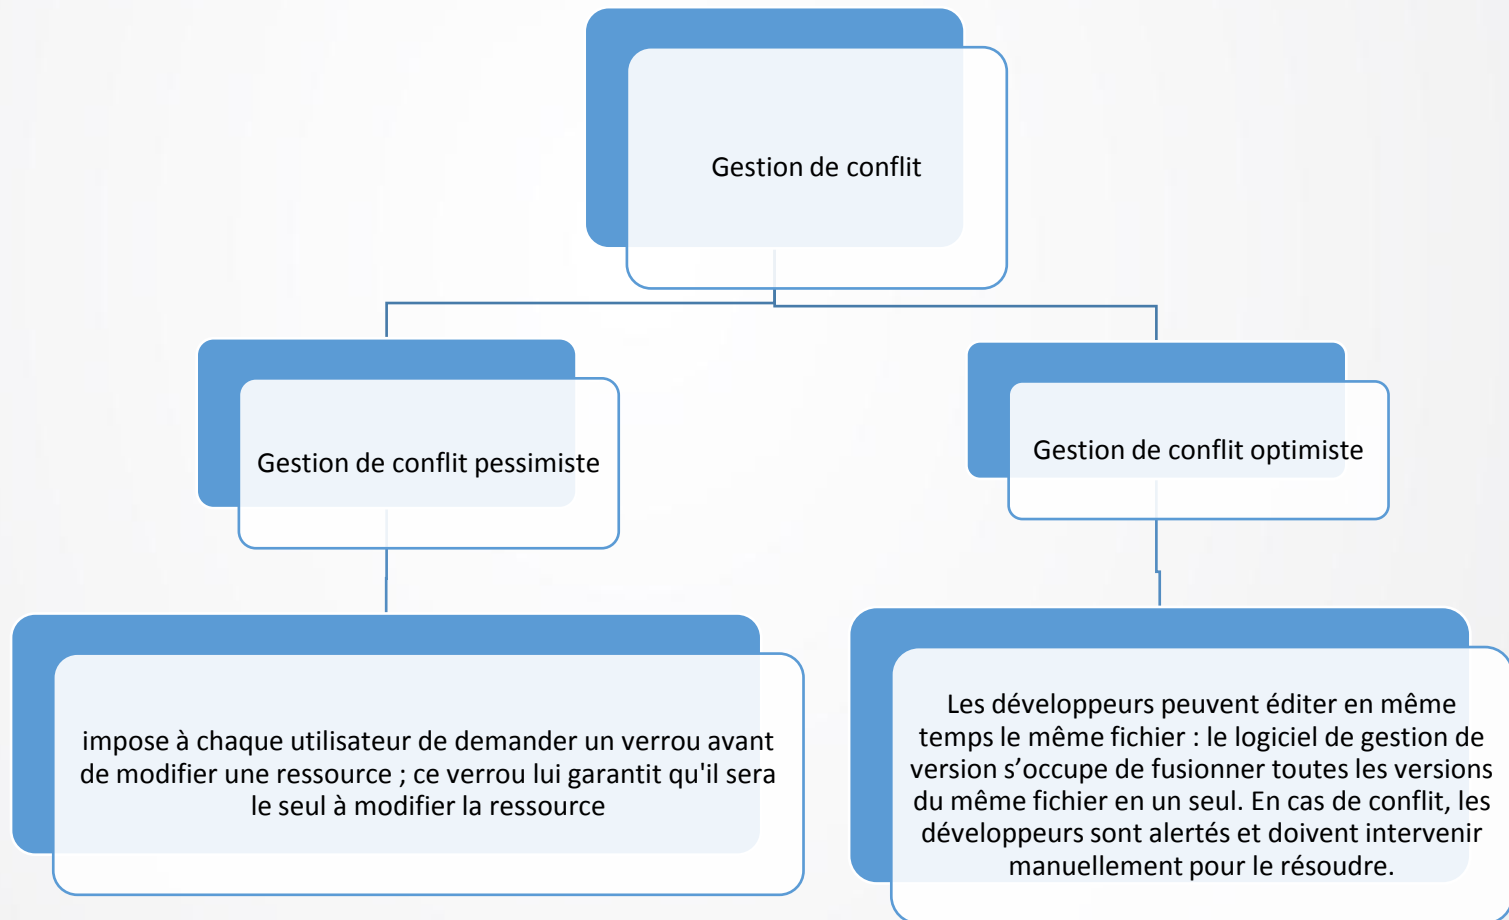 Gestion de conflit
Gestion de conflit pessimiste
Gestion de conflit optimiste
impose à chaque utilisateur de demander un verrou avant
de modifier une ressource ; ce verrou lui garantit qu'il sera
le seul à modifier la ressource
Les développeurs peuvent éditer en même
temps le même fichier : le logiciel de gestion de
version s’occupe de fusionner toutes les versions
du même fichier en un seul. En cas de conflit, les
développeurs sont alertés et doivent intervenir
manuellement pour le résoudre.